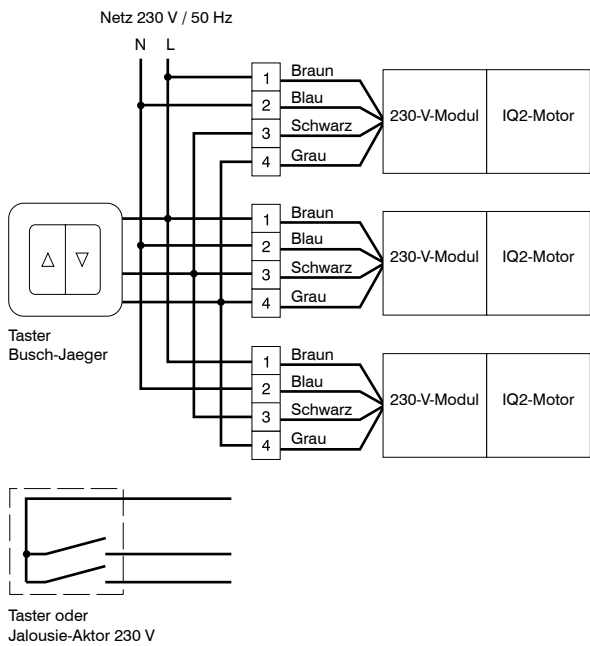 Netz 230 V / 50 Hz
N L
1 Braun
2 Blau
3 Schwarz
4 Grau
230-V-Modul IQ2-Motor
1 Braun
2 Blau
3 Schwarz
4 Grau
230-V-Modul IQ2-Motor
Taster
Busch-Jaeger
1 Braun
2 Blau
3 Schwarz
4 Grau
230-V-Modul IQ2-Motor
Taster oder
Jalousie-Aktor 230 V